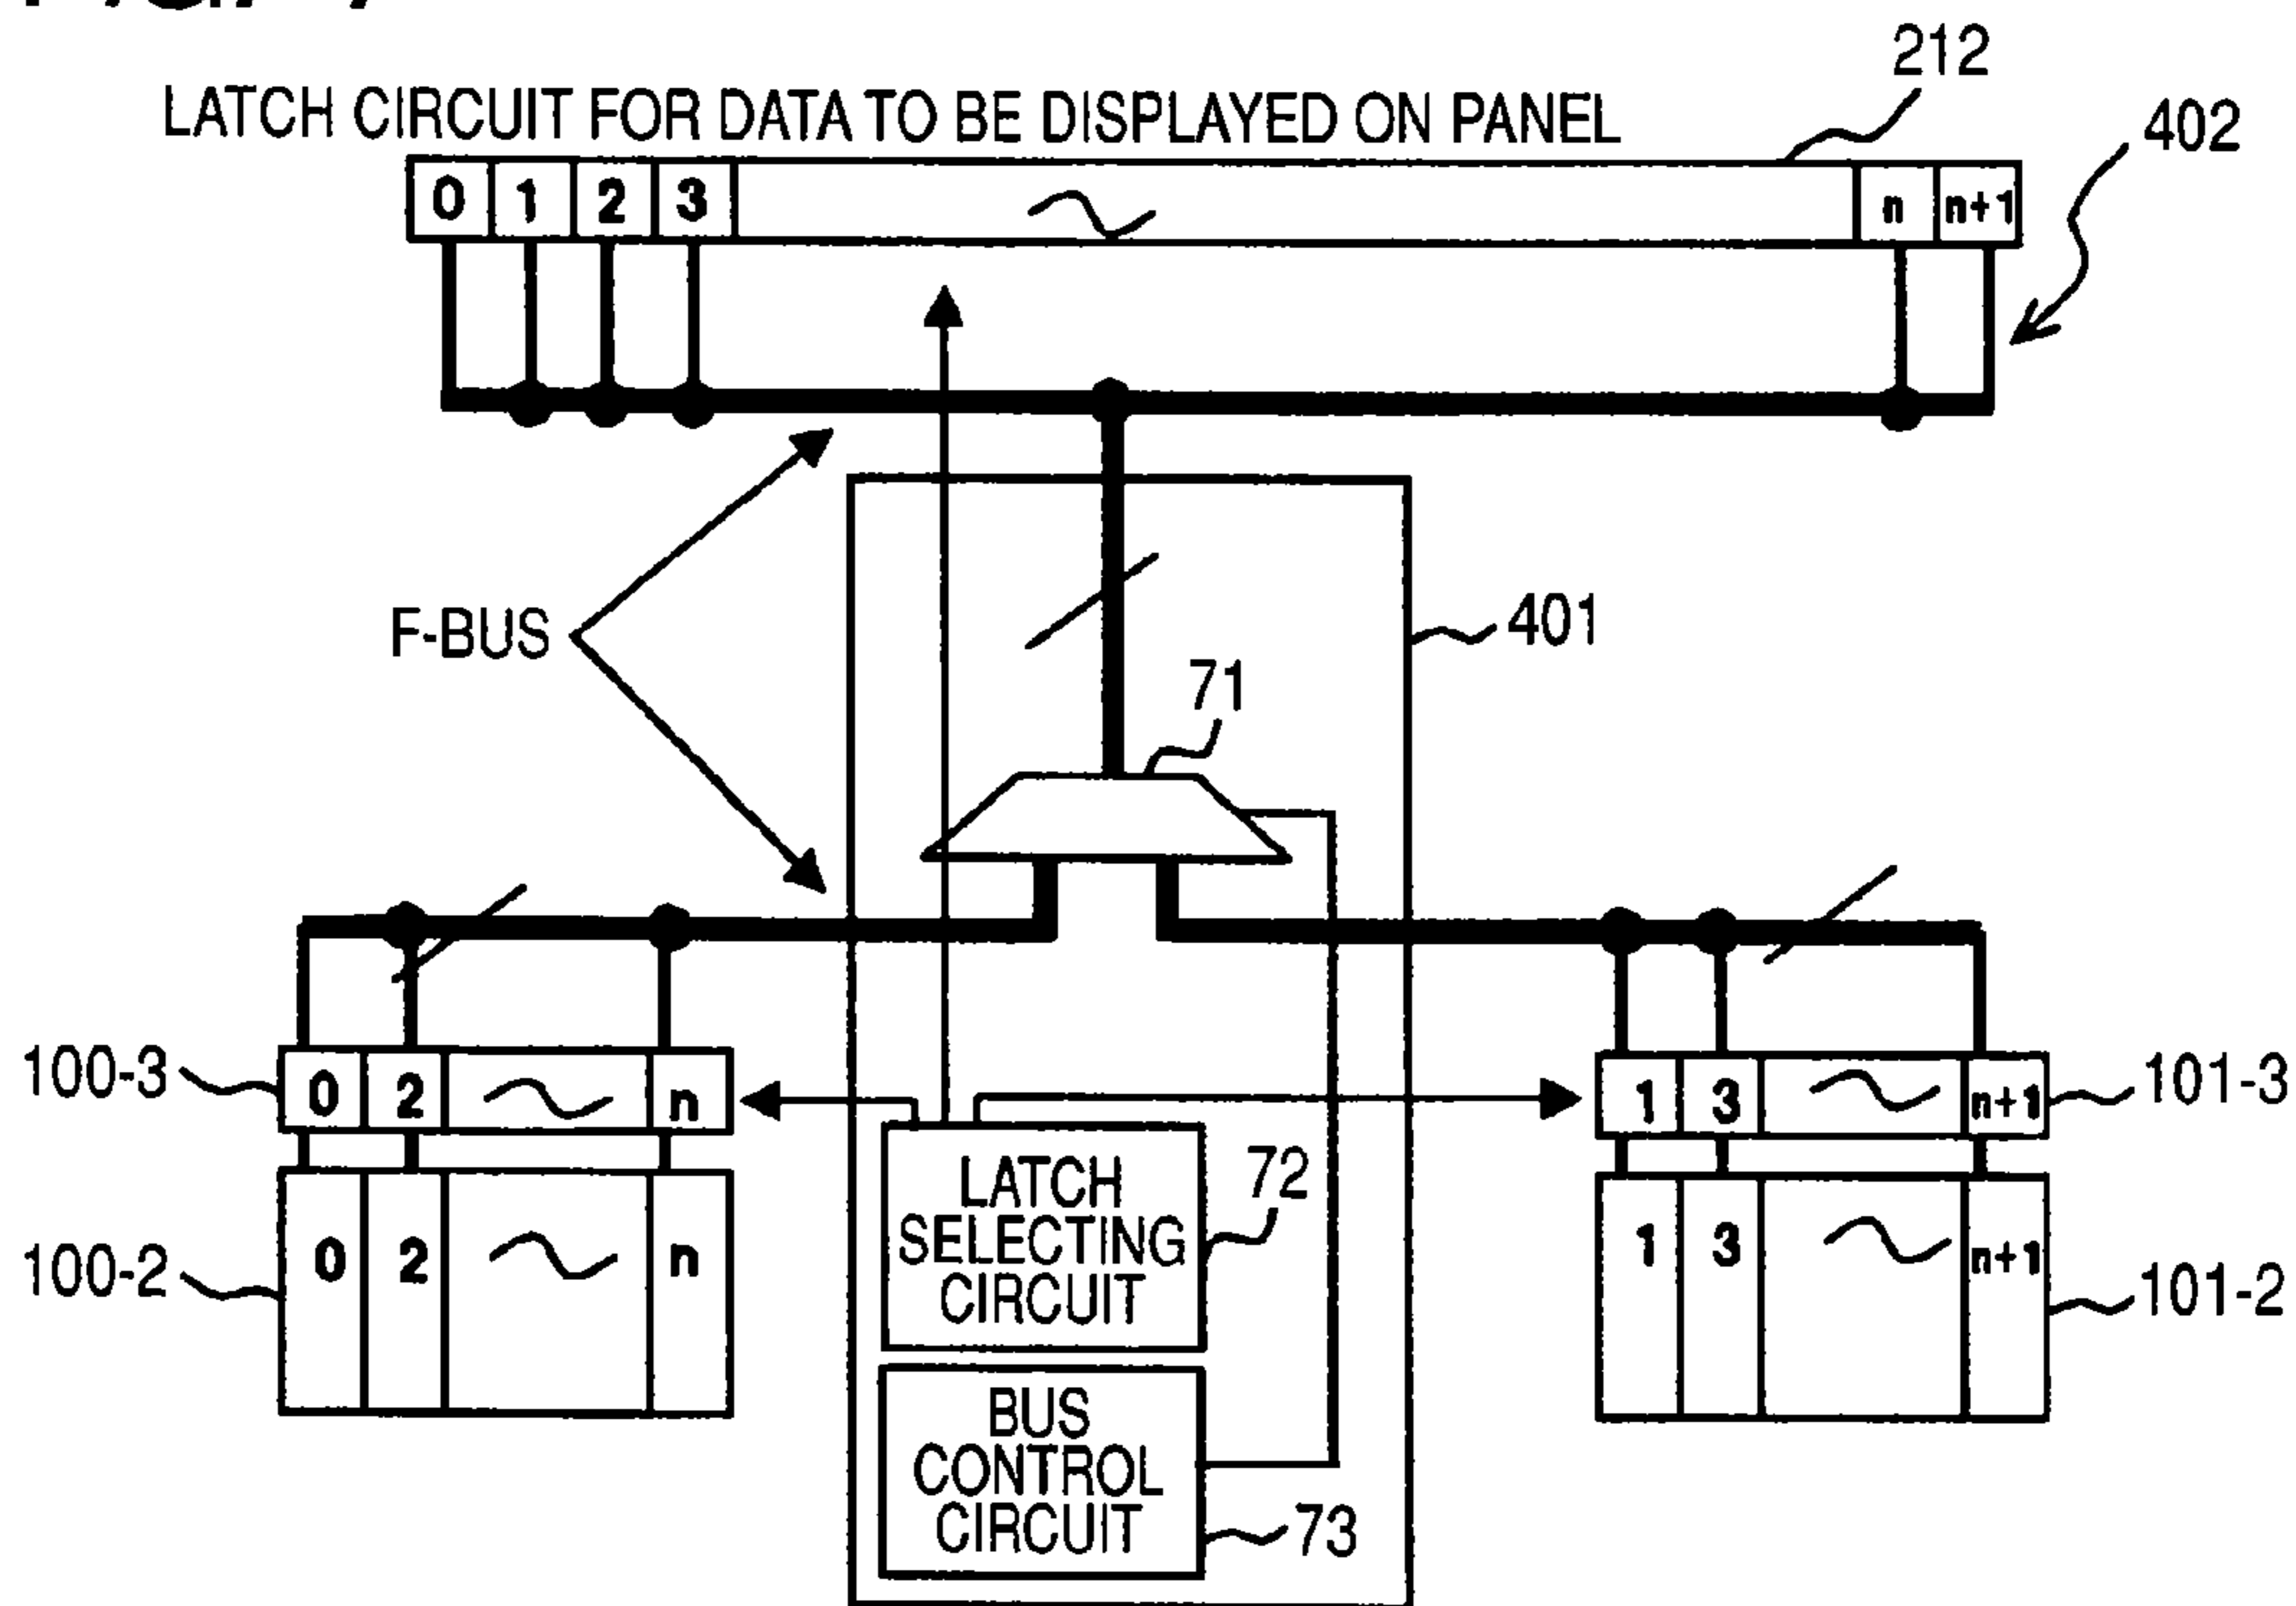 212
LATCH CIRCUIT FOR DATA TO BE DISPLAYED ON PANEL
402
0 1 2 3 n n+1
F-BUS
401
71
100-3
0 2 n
1 3 n+1
101-3
LATCH
SELECTING
CIRCUIT
72
100-2
0 2 n
1 3 n+1
101-2
BUS
CONTROL
CIRCUIT
73